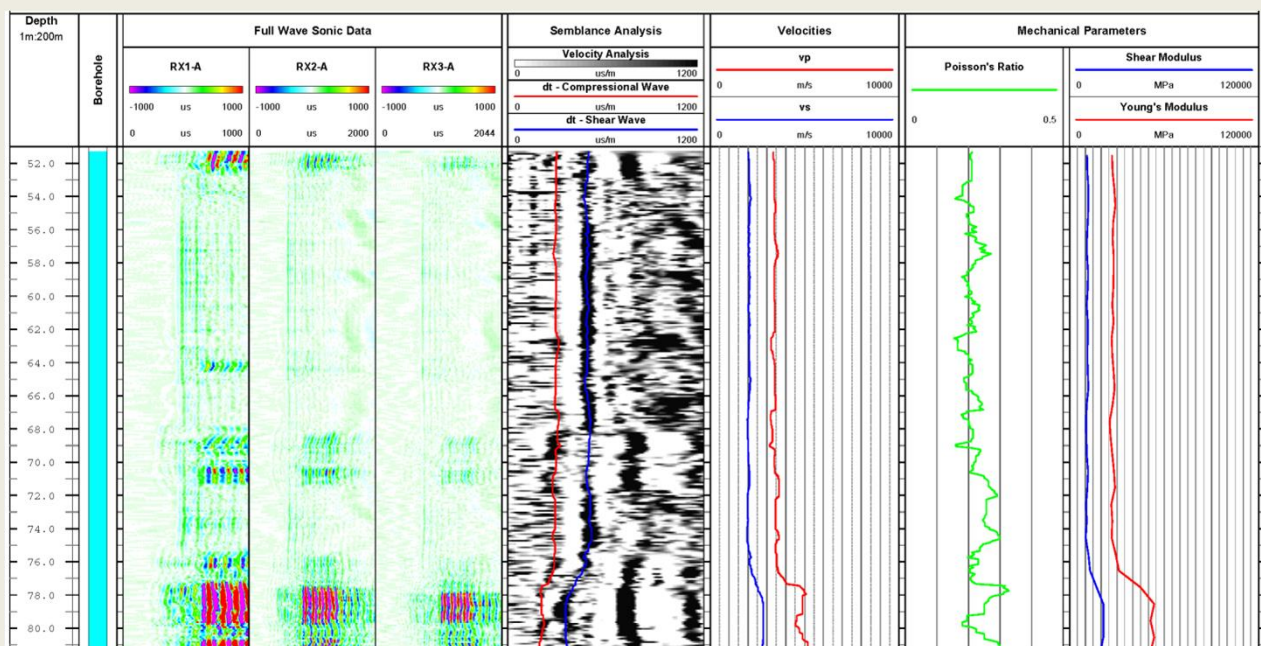 Depth
1m:200m
Borehole
Full Wave Sonic Data
RX1-A
-1000 us 1000
0 us 1000
RX2-A
-1000 us 1000
0 us 2000
RX3-A
-1000 us 1000
0 us 2044
Semblance Analysis
Velocity Analysis
0 us/m 1200
dt - Compressional Wave
0 us/m 1200
dt - Shear Wave
0 us/m 1200
Velocities
vp
0 m/s 10000
vs
0 m/s 10000
Mechanical Parameters
Poisson's Ratio
0 0.5
Shear Modulus
0 MPa 120000
Young's Modulus
0 MPa 120000
52.0
54.0
56.0
58.0
60.0
62.0
64.0
66.0
68.0
70.0
72.0
74.0
76.0
78.0
80.0